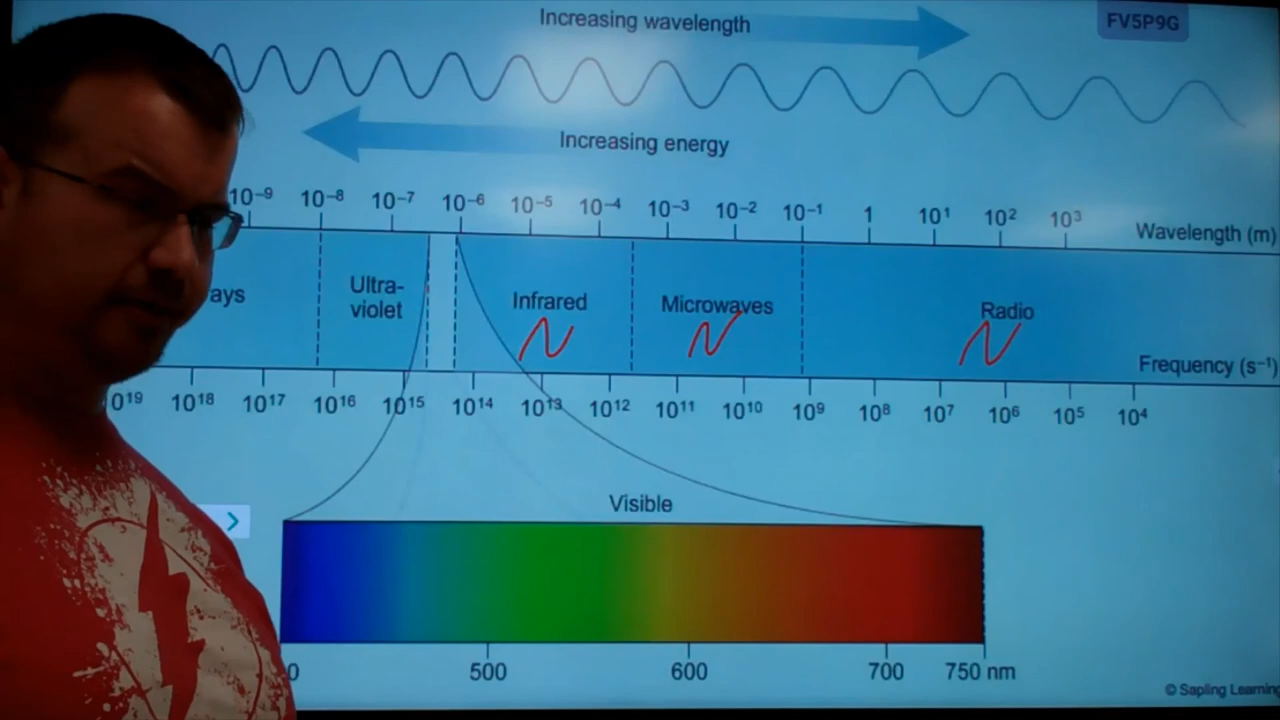 Increasing wavelength
FV5P9G
Increasing energy
10⁻⁹ 10⁻⁸ 10⁻⁷ 10⁻⁶ 10⁻⁵ 10⁻⁴ 10⁻³ 10⁻² 10⁻¹ 1 10¹ 10² 10³
Wavelength (m)
ays
Ultra-
violet
Infrared
Microwaves
Radio
Frequency (s⁻¹)
10¹⁹ 10¹⁸ 10¹⁷ 10¹⁶ 10¹⁵ 10¹⁴ 10¹³ 10¹² 10¹¹ 10¹⁰ 10⁹ 10⁸ 10⁷ 10⁶ 10⁵ 10⁴
Visible
0 500 600 700 750 nm
© Sapling Learning